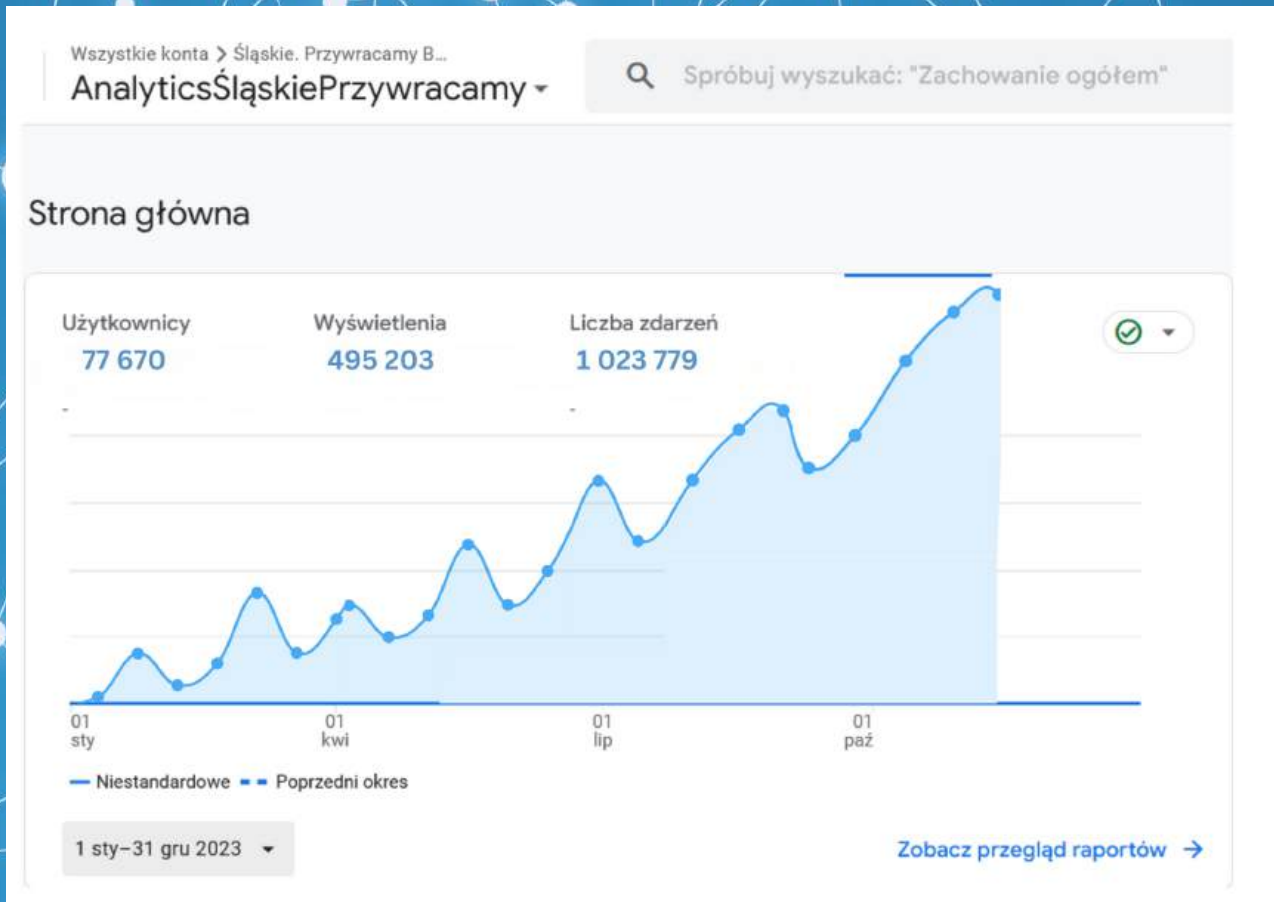 Wszystkie konta > Śląskie. Przywracamy B...
AnalyticsŚląskiePrzywracamy
Spróbuj wyszukać: "Zachowanie ogółem"
Strona główna
Użytkownicy Wyświetlenia Liczba zdarzeń
77 670 495 203 1 023 779
- -
01 01 01 01
sty kwi lip paź
Niestandardowe Poprzedni okres
1 sty–31 gru 2023 Zobacz przegląd raportów →